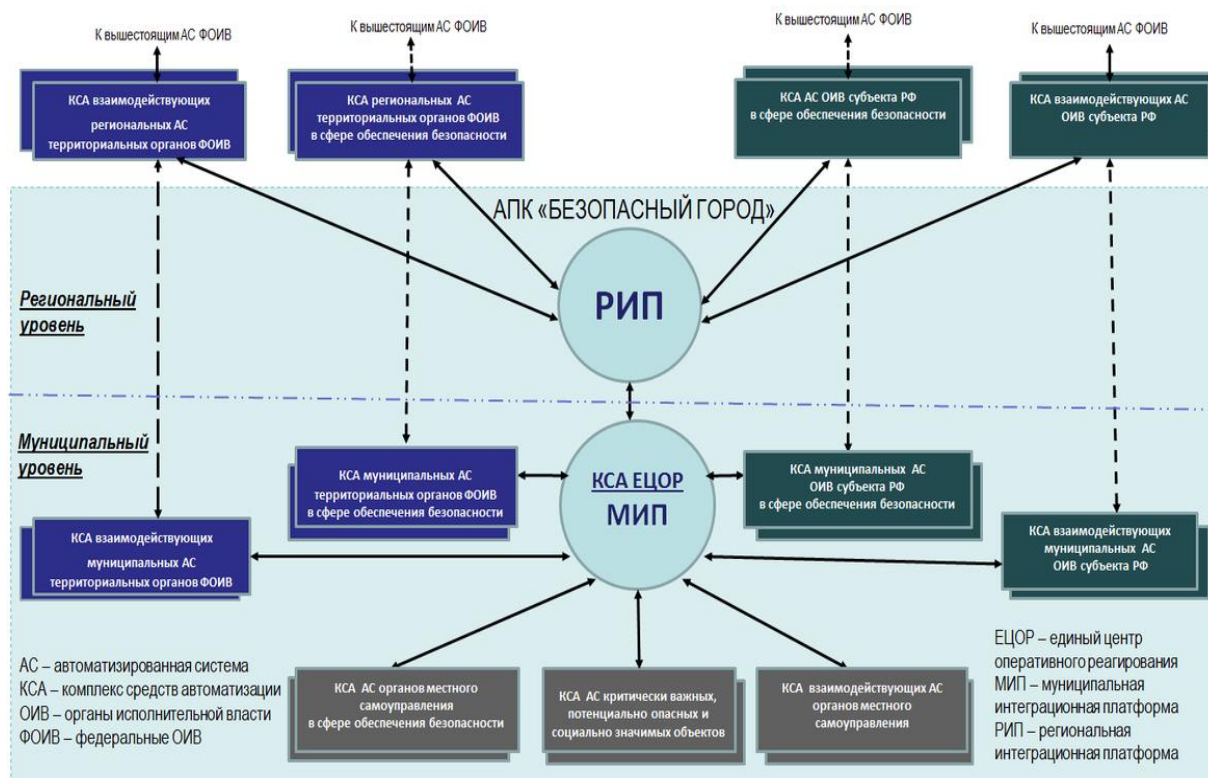 К вышестоящим АС ФОИВ
К вышестоящим АС ФОИВ
К вышестоящим АС ФОИВ
К вышестоящим АС ФОИВ
КСА взаимодействующих
региональных АС
территориальных органов ФОИВ
КСА региональных АС
территориальных органов ФОИВ
в сфере обеспечения безопасности
КСА АС ОИВ субъекта РФ
в сфере обеспечения безопасности
КСА взаимодействующих АС
ОИВ субъекта РФ
АПК «БЕЗОПАСНЫЙ ГОРОД»
Региональный
уровень
РИП
Муниципальный
уровень
КСА муниципальных АС
территориальных органов ФОИВ
в сфере обеспечения безопасности
КСА ЕЦОР
МИП
КСА муниципальных АС
ОИВ субъекта РФ
в сфере обеспечения безопасности
КСА взаимодействующих
муниципальных АС
территориальных органов ФОИВ
КСА взаимодействующих
муниципальных АС
ОИВ субъекта РФ
АС – автоматизированная система
КСА – комплекс средств автоматизации
ОИВ – органы исполнительной власти
ФОИВ – федеральные ОИВ
КСА АС органов местного
самоуправления
в сфере обеспечения безопасности
КСА АС критически важных,
потенциально опасных и
социально значимых объектов
КСА взаимодействующих АС
органов местного
самоуправления
ЕЦОР – единый центр
оперативного реагирования
МИП – муниципальная
интеграционная платформа
РИП – региональная
интеграционная платформа